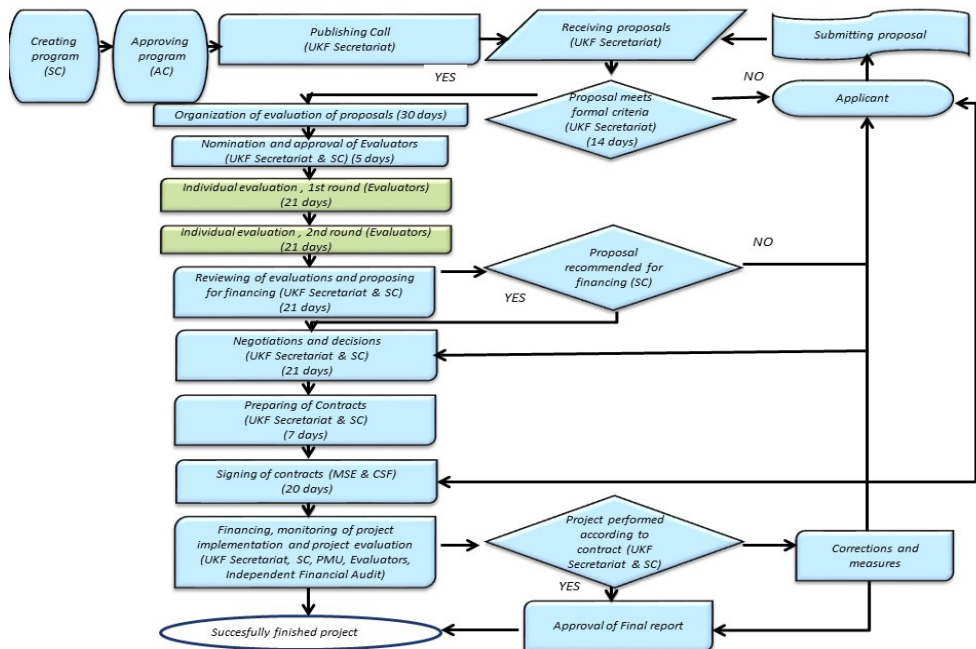 Creating
program
(SC)
Approving
program
(AC)
Publishing Call
(UKF Secretariat)
Receiving proposals
(UKF Secretariat)
Submitting proposal
YES
NO
Proposal meets
formal criteria
(UKF Secretariat)
(14 days)
Applicant
Organization of evaluation of proposals (30 days)
Nomination and approval of Evaluators
(UKF Secretariat & SC) (5 days)
Individual evaluation , 1st round (Evaluators)
(21 days)
Individual evaluation , 2nd round (Evaluators)
(21 days)
Reviewing of evaluations and proposing
for financing (UKF Secretariat & SC)
(21 days)
Proposal
recommended for
financing (SC)
NO
YES
Negotiations and decisions
(UKF Secretariat & SC)
(21 days)
Preparing of Contracts
(UKF Secretariat & SC)
(7 days)
Signing of contracts (MSE & CSF)
(20 days)
Financing, monitoring of project
implementation and project evaluation
(UKF Secretariat, SC, PMU, Evaluators,
Independent Financial Audit)
Project performed
according to
contract (UKF
Secretariat & SC)
Corrections and
measures
YES
Succesfully finished project
Approval of Final report